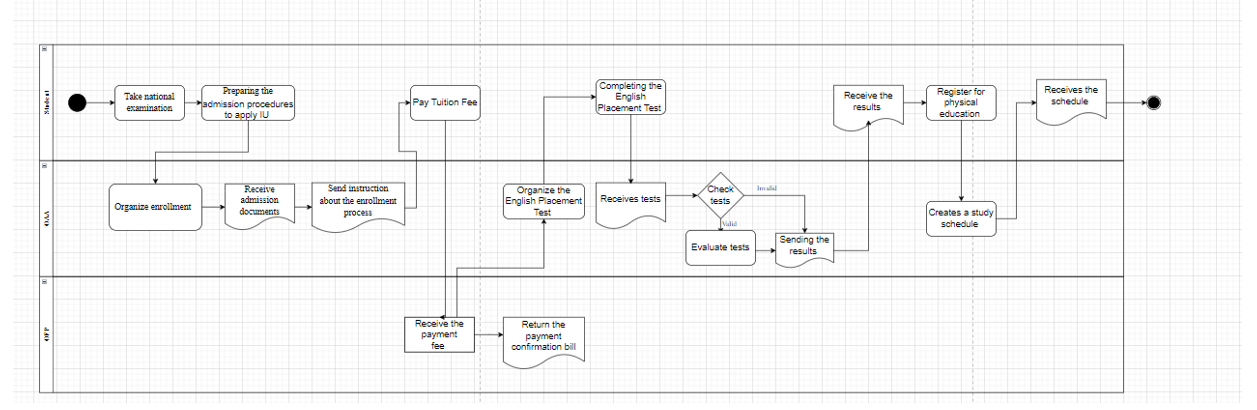 Student
Take national
examination
Preparing the
admission procedures
to apply IU
Pay Tuition Fee
Completing the
English
Placement Test
Receive the
results
Register for
physical
education
Receives the
schedule
OAA
Organize enrollment
Receive
admission
documents
Send instruction
about the enrollment
process
Organize the
English Placement
Test
Receives tests
Check
tests
Invalid
Valid
Evaluate tests
Sending the
results
Creates a study
schedule
OFP
Receive the
payment
fee
Return the
payment
confirmation bill